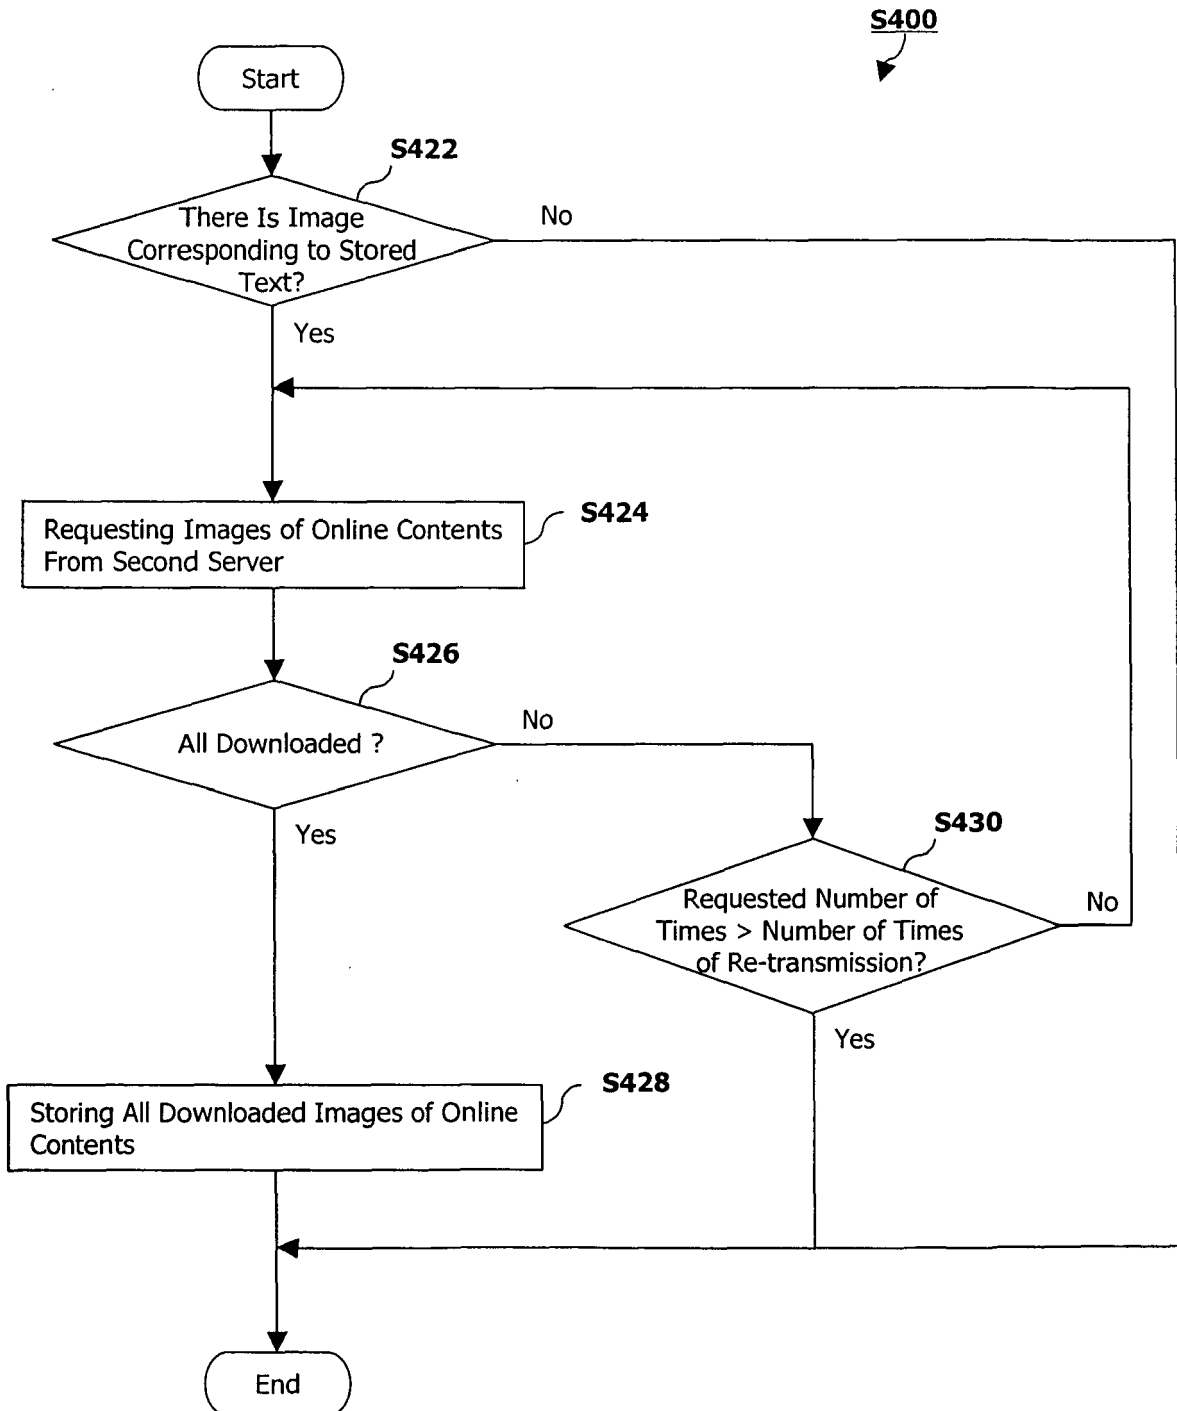 S400
Start
S422
There Is Image
Corresponding to Stored
Text?
No
Yes
Requesting Images of Online Contents
From Second Server
S424
S426
All Downloaded ?
No
Yes
S430
Requested Number of
Times > Number of Times
of Re-transmission?
No
Yes
S428
Storing All Downloaded Images of Online
Contents
End